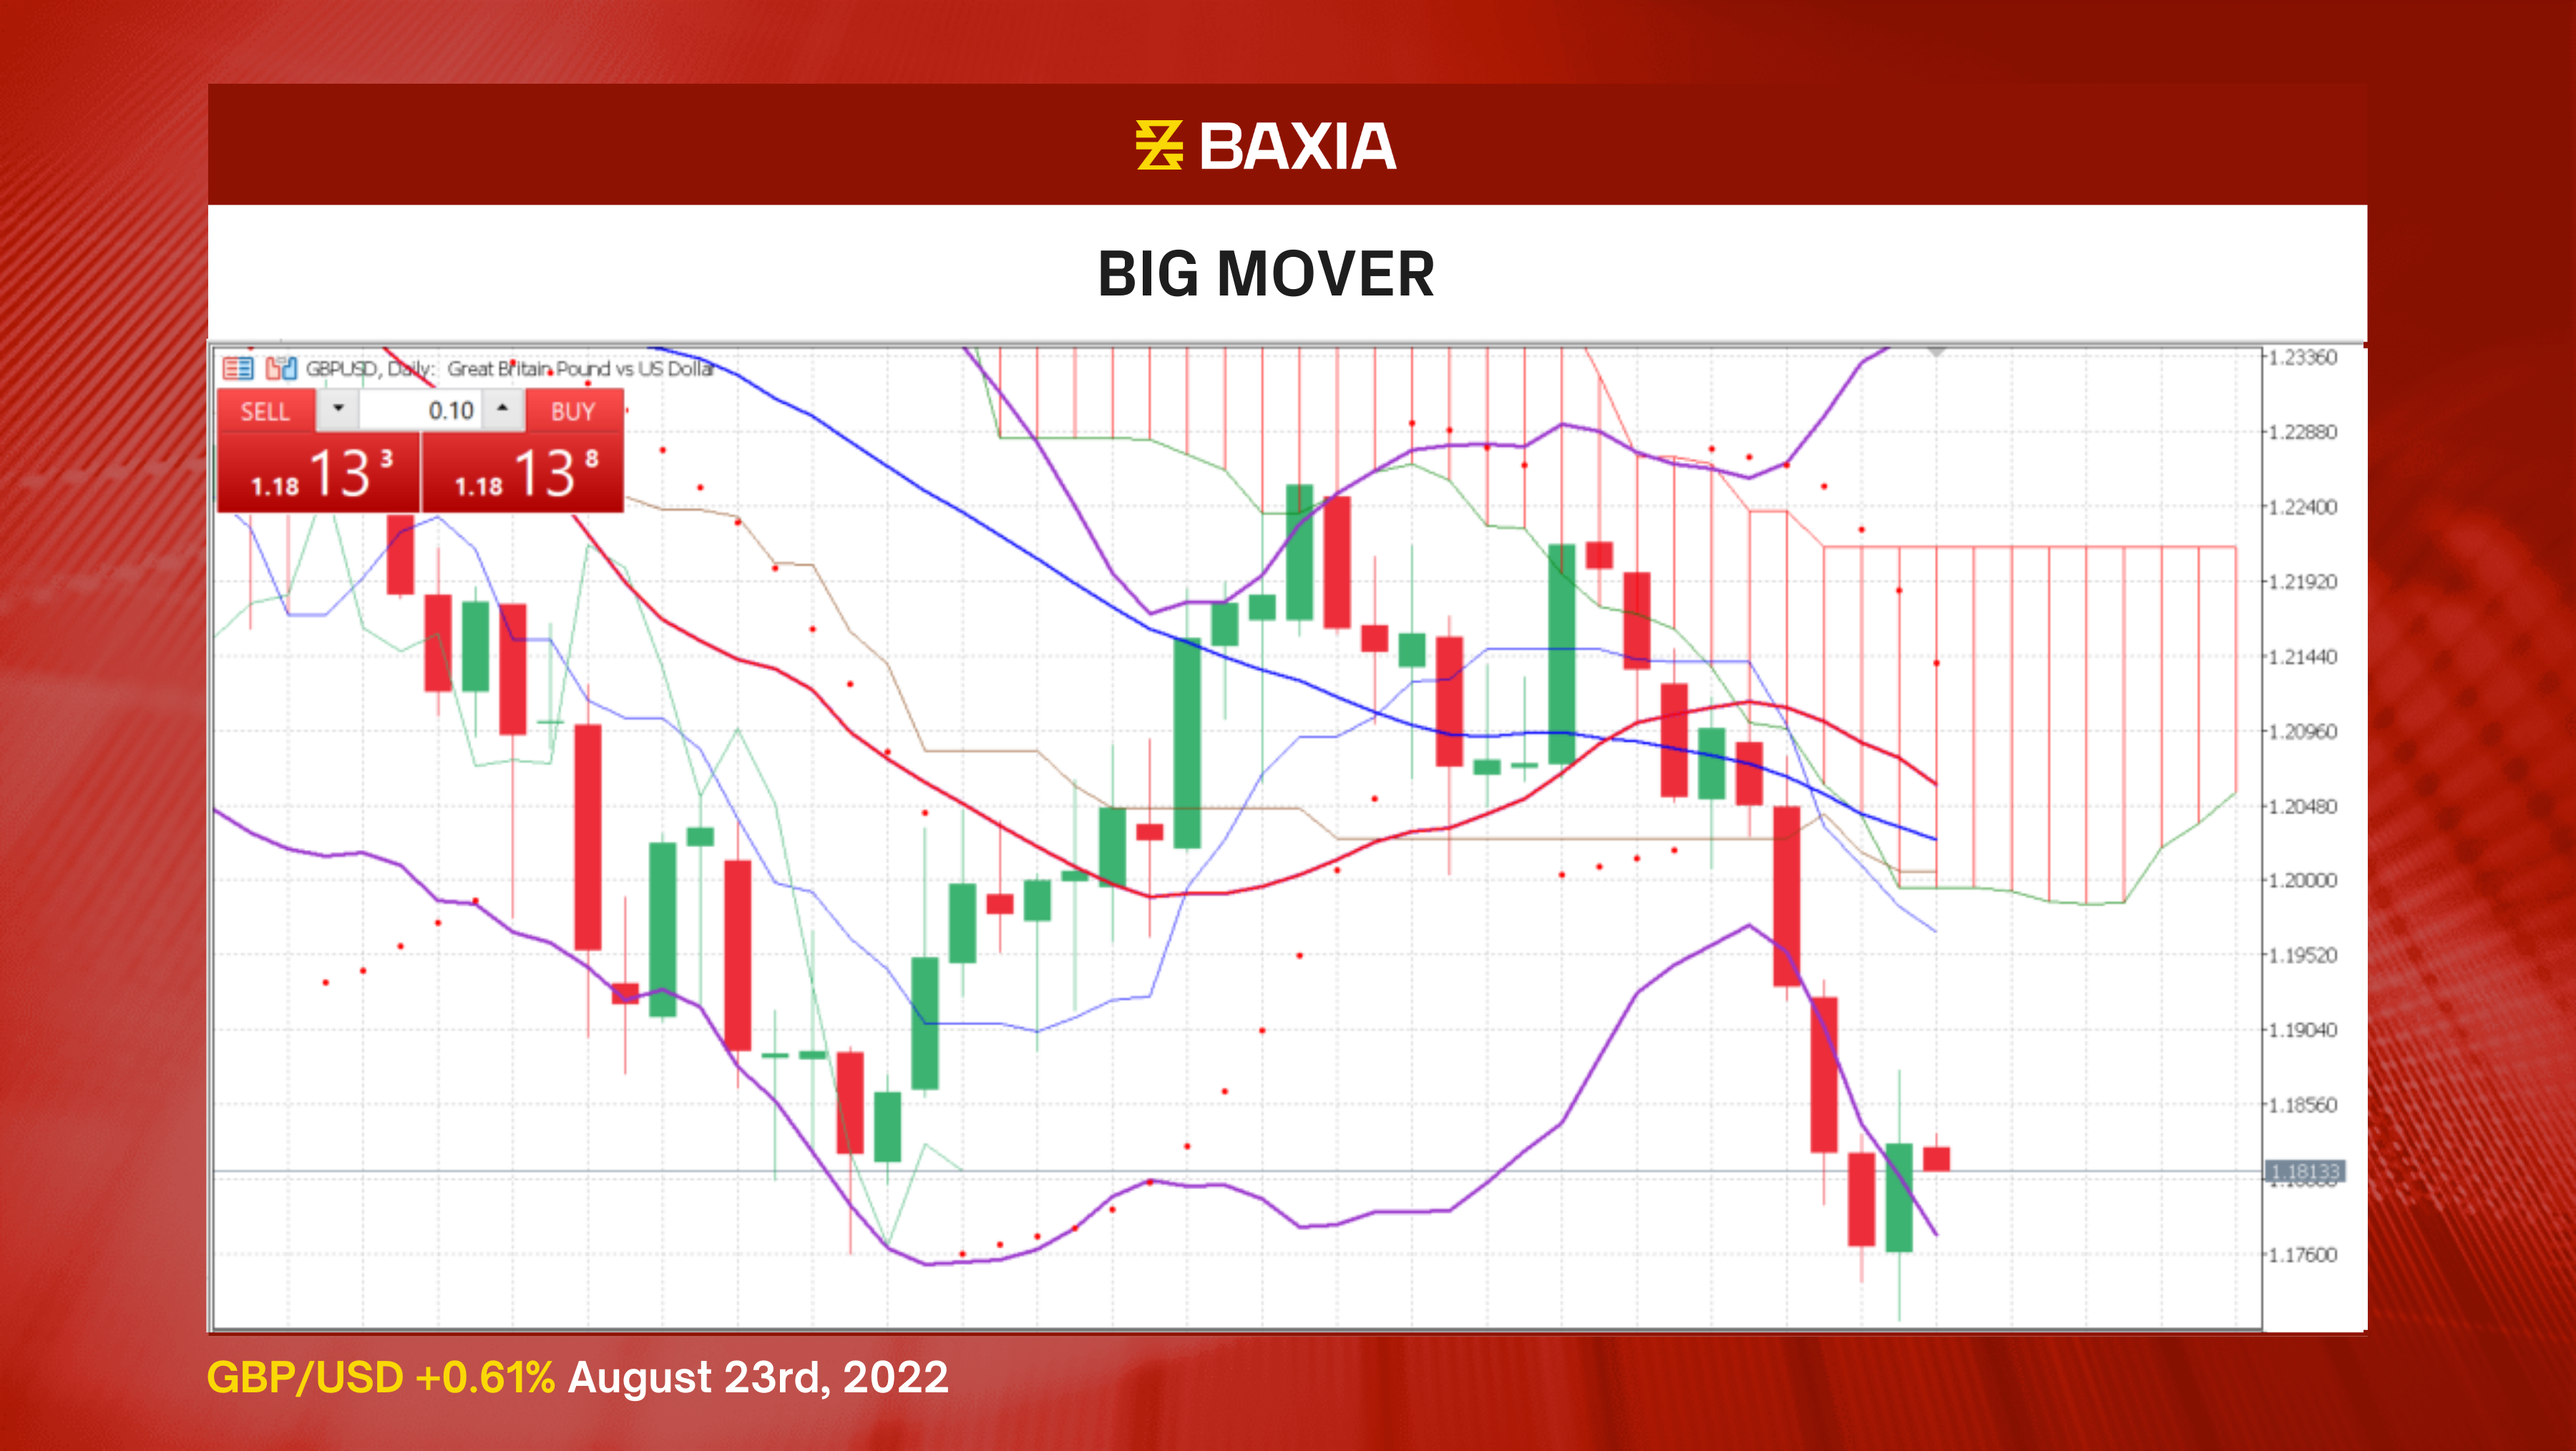 BAXIA
BIG MOVER
GBPUSD, Daily: Great Britain Pound vs US Dollar
SELL 0.10 BUY
1.18 13 3 1.18 13 8
1.23360
1.22880
1.22400
1.21920
1.21440
1.20960
1.20480
1.20000
1.19520
1.19040
1.18560
1.18133
1.17600
GBP/USD +0.61% August 23rd, 2022